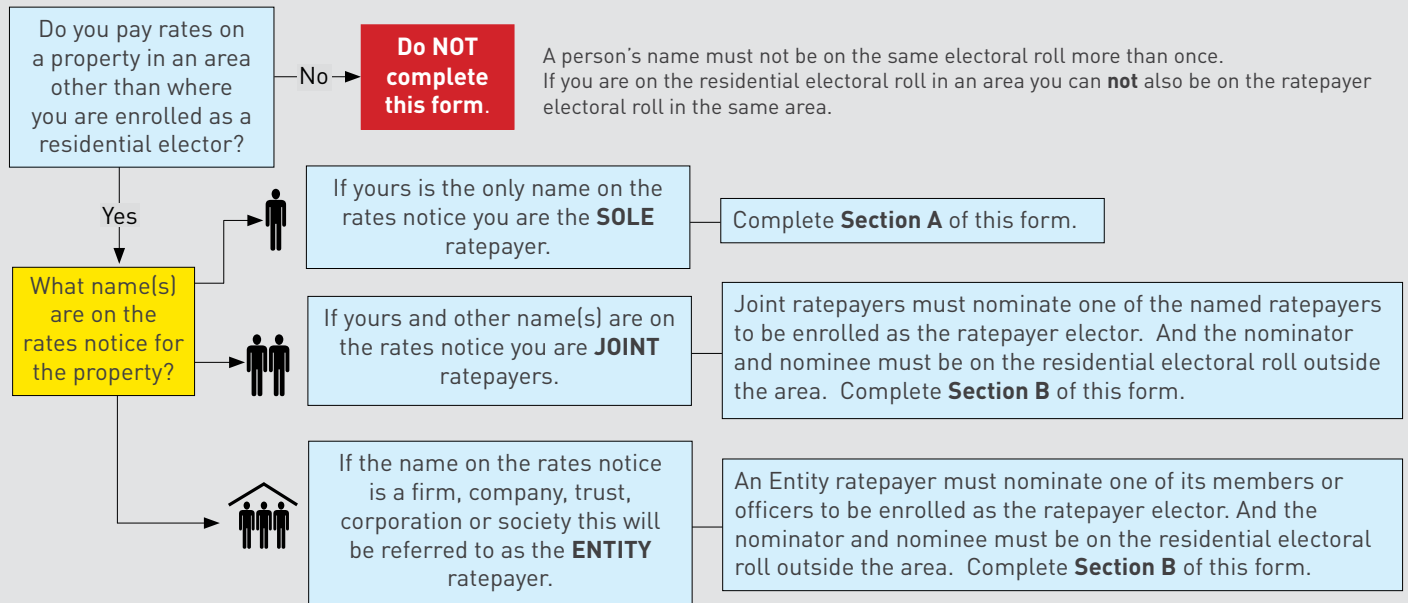 Do you pay rates on
a property in an area
other than where
you are enrolled as a
residential elector?
No
Do NOT
complete
this form.
A person's name must not be on the same electoral roll more than once.
If you are on the residential electoral roll in an area you can not also be on the ratepayer
electoral roll in the same area.
Yes
What name(s)
are on the
rates notice for
the property?
If yours is the only name on the
rates notice you are the SOLE
ratepayer.
Complete Section A of this form.
If yours and other name(s) are on
the rates notice you are JOINT
ratepayers.
Joint ratepayers must nominate one of the named ratepayers
to be enrolled as the ratepayer elector.  And the nominator
and nominee must be on the residential electoral roll outside
the area.  Complete Section B of this form.
If the name on the rates notice
is a firm, company, trust,
corporation or society this will
be referred to as the ENTITY
ratepayer.
An Entity ratepayer must nominate one of its members or
officers to be enrolled as the ratepayer elector. And the
nominator and nominee must be on the residential electoral
roll outside the area.  Complete Section B of this form.